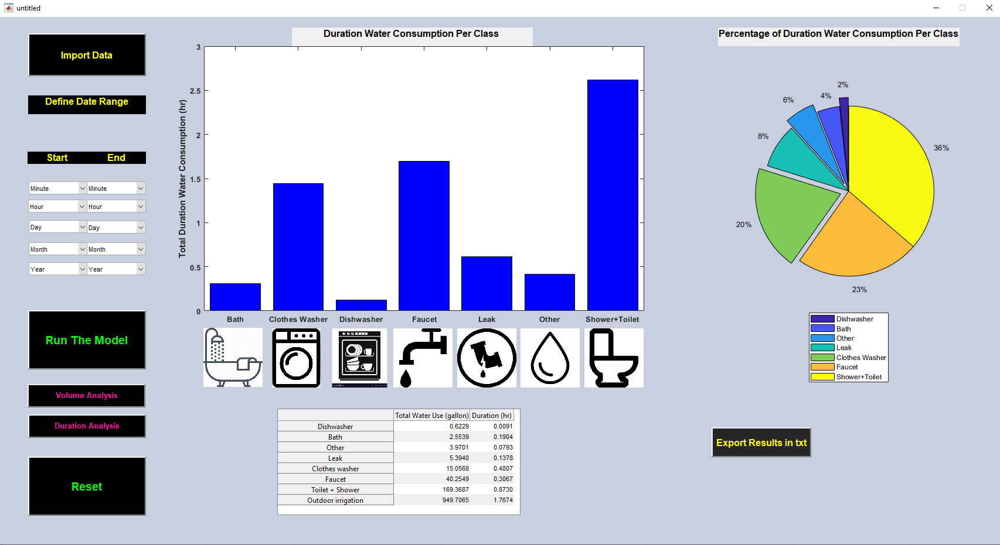 untitled
Import Data
Define Date Range
Start End
Minute Minute
Hour Hour
Day Day
Month Month
Year Year
Run The Model
Volume Analysis
Duration Analysis
Reset
Duration Water Consumption Per Class
Total Duration Water Consumption (hr)
3
2.5
2
1.5
1
0.5
0
Bath Clothes Washer Dishwasher Faucet Leak Other Shower+Toilet
Total Water Use (gallon) Duration (hr)
Dishwasher 0.6229 0.0091
Bath 2.5539 0.1904
Other 3.9701 0.0793
Leak 5.3940 0.1378
Clothes washer 15.0568 0.4807
Faucet 40.2549 0.3067
Toilet + Shower 169.3687 0.8730
Outdoor irrigation 949.7065 1.7674
Percentage of Duration Water Consumption Per Class
2%
4%
6%
8%
36%
20%
23%
Dishwasher
Bath
Other
Leak
Clothes Washer
Faucet
Shower+Toilet
Export Results in txt